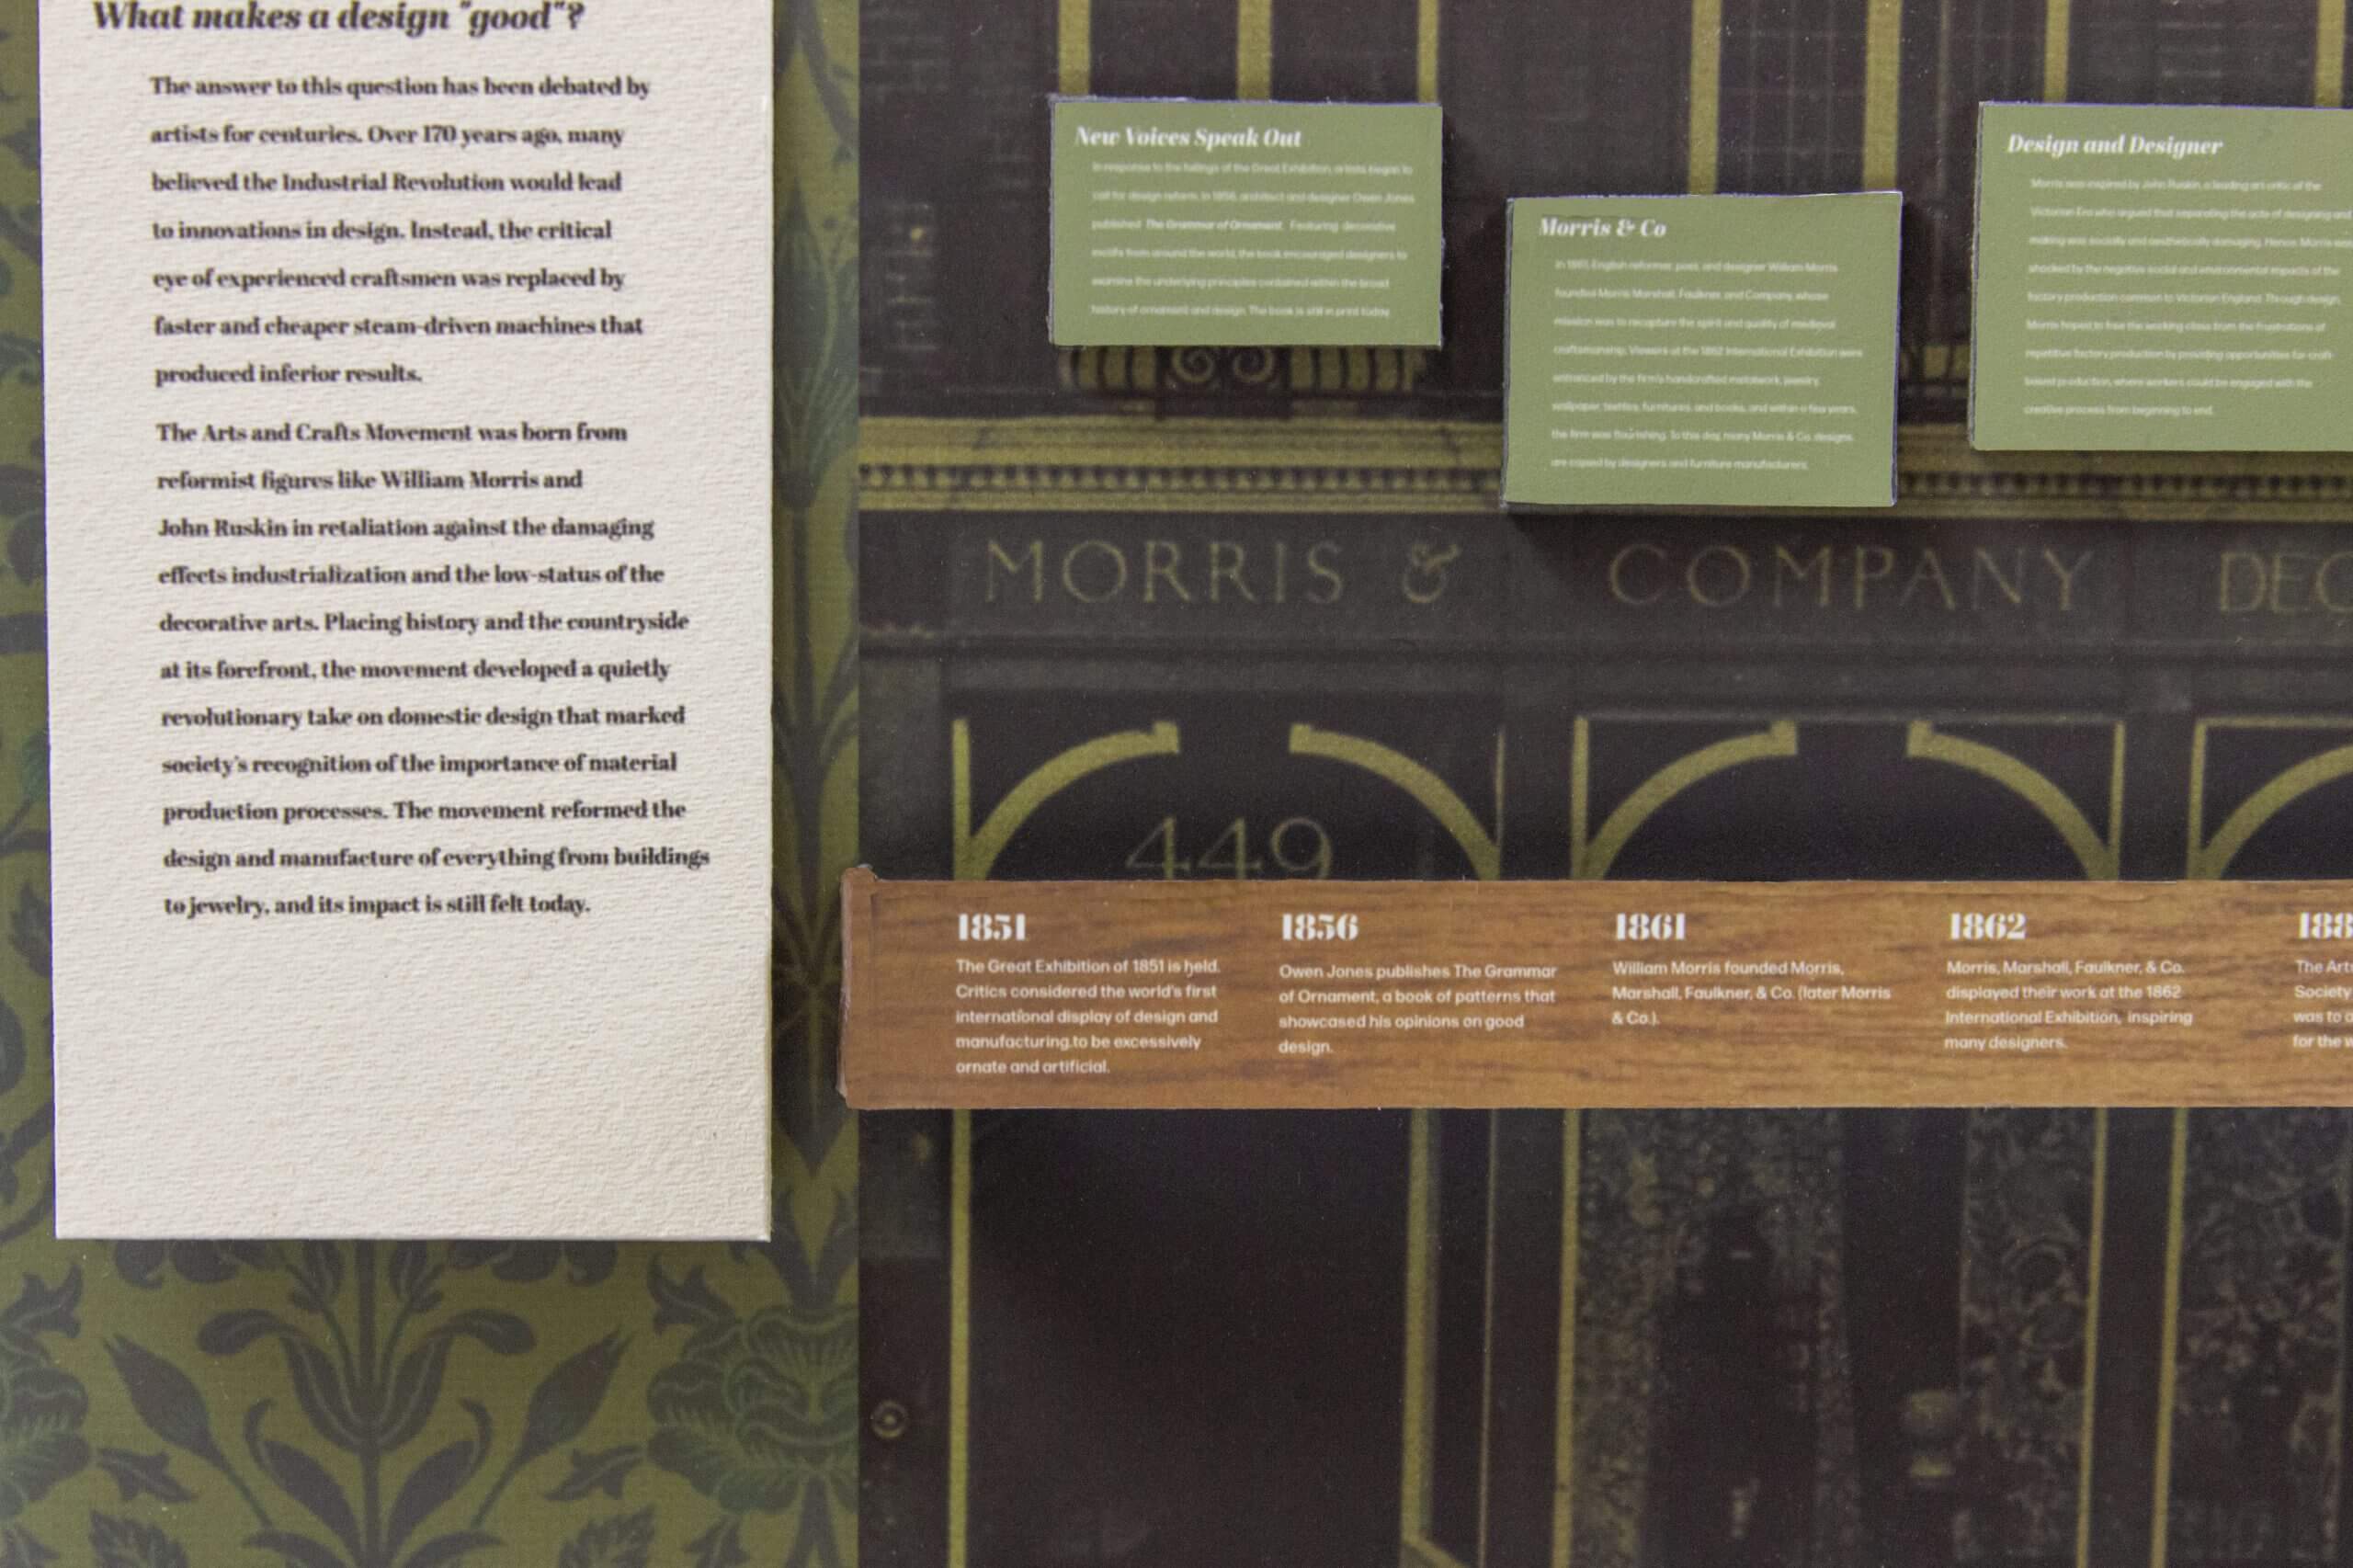 What makes a design "good"?
The answer to this question has been debated by
artists for centuries. Over 170 years ago, many
believed the Industrial Revolution would lead
to innovations in design. Instead, the critical
eye of experienced craftsmen was replaced by
faster and cheaper steam-driven machines that
produced inferior results.
The Arts and Crafts Movement was born from
reformist figures like William Morris and
John Ruskin in retaliation against the damaging
effects industrialization and the low-status of the
decorative arts. Placing history and the countryside
at its forefront, the movement developed a quietly
revolutionary take on domestic design that marked
society's recognition of the importance of material
production processes. The movement reformed the
design and manufacture of everything from buildings
to jewelry, and its impact is still felt today.
New Voices Speak Out
In response to the failings of the Great Exhibition, artists began to
call for design reform. In 1856, architect and designer Owen Jones
published The Grammar of Ornament. Featuring decorative
motifs from around the world, the book encouraged designers to
examine the underlying principles contained within the broad
history of ornament and design. The book is still in print today.
Morris & Co
In 1861, English reformer, poet, and designer William Morris
founded Morris Marshall, Faulkner, and Company, whose
mission was to recapture the spirit and quality of medieval
craftsmanship. Viewers at the 1862 International Exhibition were
entranced by the firm's handcrafted metalwork, jewelry,
wallpaper, textiles, furnitures, and books, and within a few years,
the firm was flourishing. To this day, many Morris & Co. designs
are copied by designers and furniture manufacturers.
Design and Designer
Morris was inspired by John Ruskin, a leading art critic of the
Victorian Era who argued that separating the acts of designing and
making was socially and aesthetically damaging. Hence, Morris was
shocked by the negative social and environmental impacts of the
factory production common to Victorian England. Through design,
Morris hoped to free the working class from the frustrations of
repetitive factory production by providing opportunities for craft-
based production, where workers could be engaged with the
creative process from beginning to end.
MORRIS & COMPANY DEC
449
1851
The Great Exhibition of 1851 is held.
Critics considered the world's first
international display of design and
manufacturing to be excessively
ornate and artificial.
1856
Owen Jones publishes The Grammar
of Ornament, a book of patterns that
showcased his opinions on good
design.
1861
William Morris founded Morris,
Marshall, Faulkner, & Co. (later Morris
& Co.).
1862
Morris, Marshall, Faulkner, & Co.
displayed their work at the 1862
International Exhibition, inspiring
many designers.
188
The Art
Society
was to
for the